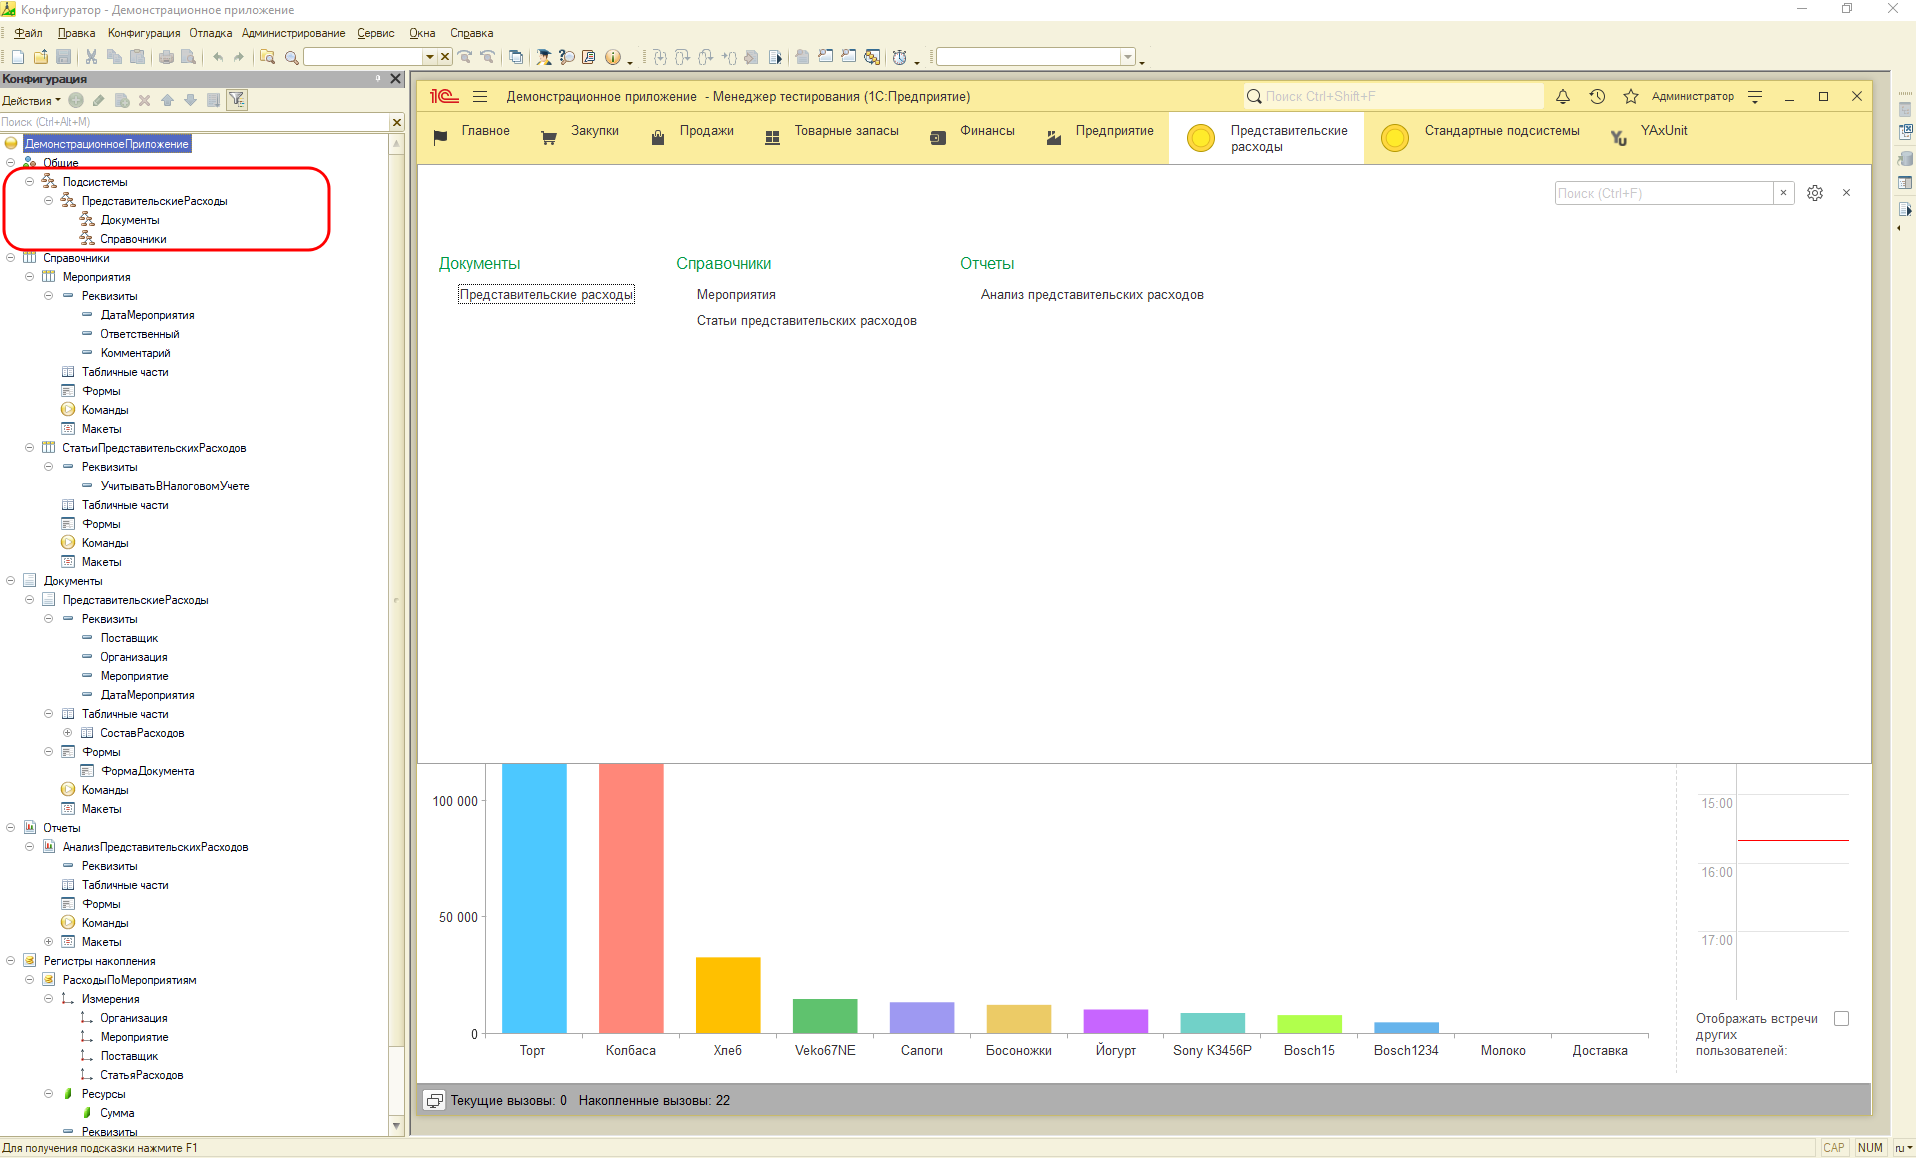 Конфигуратор - Демонстрационное приложение
Файл Правка Конфигурация Отладка Администрирование Сервис Окна Справка
Конфигурация
Действия
Поиск (Ctrl+Alt+M)
ДемонстрационноеПриложение
Общие
Подсистемы
ПредставительскиеРасходы
Документы
Справочники
Справочники
Мероприятия
Реквизиты
ДатаМероприятия
Ответственный
Комментарий
Табличные части
Формы
Команды
Макеты
СтатьиПредставительскихРасходов
Реквизиты
УчитыватьВНалоговомУчете
Табличные части
Формы
Команды
Макеты
Документы
ПредставительскиеРасходы
Реквизиты
Поставщик
Организация
Мероприятие
ДатаМероприятия
Табличные части
СоставРасходов
Формы
ФормаДокумента
Команды
Макеты
Отчеты
АнализПредставительскихРасходов
Реквизиты
Табличные части
Формы
Команды
Макеты
Регистры накопления
РасходыПоМероприятиям
Измерения
Организация
Мероприятие
Поставщик
СтатьяРасходов
Ресурсы
Сумма
Реквизиты
1С Демонстрационное приложение - Менеджер тестирования (1С:Предприятие)
Поиск Ctrl+Shift+F
Администратор
Главное Закупки Продажи Товарные запасы Финансы Предприятие Представительские расходы Стандартные подсистемы YAxUnit
Поиск (Ctrl+F)
Документы
Представительские расходы
Справочники
Мероприятия
Статьи представительских расходов
Отчеты
Анализ представительских расходов
100 000
50 000
0
Торт Колбаса Хлеб Veko67NE Сапоги Босоножки Йогурт Sony K3456P Bosch15 Bosch1234 Молоко Доставка
15:00
16:00
17:00
Отображать встречи
других
пользователей:
Текущие вызовы: 0 Накопленные вызовы: 22
Для получения подсказки нажмите F1
CAP NUM ru